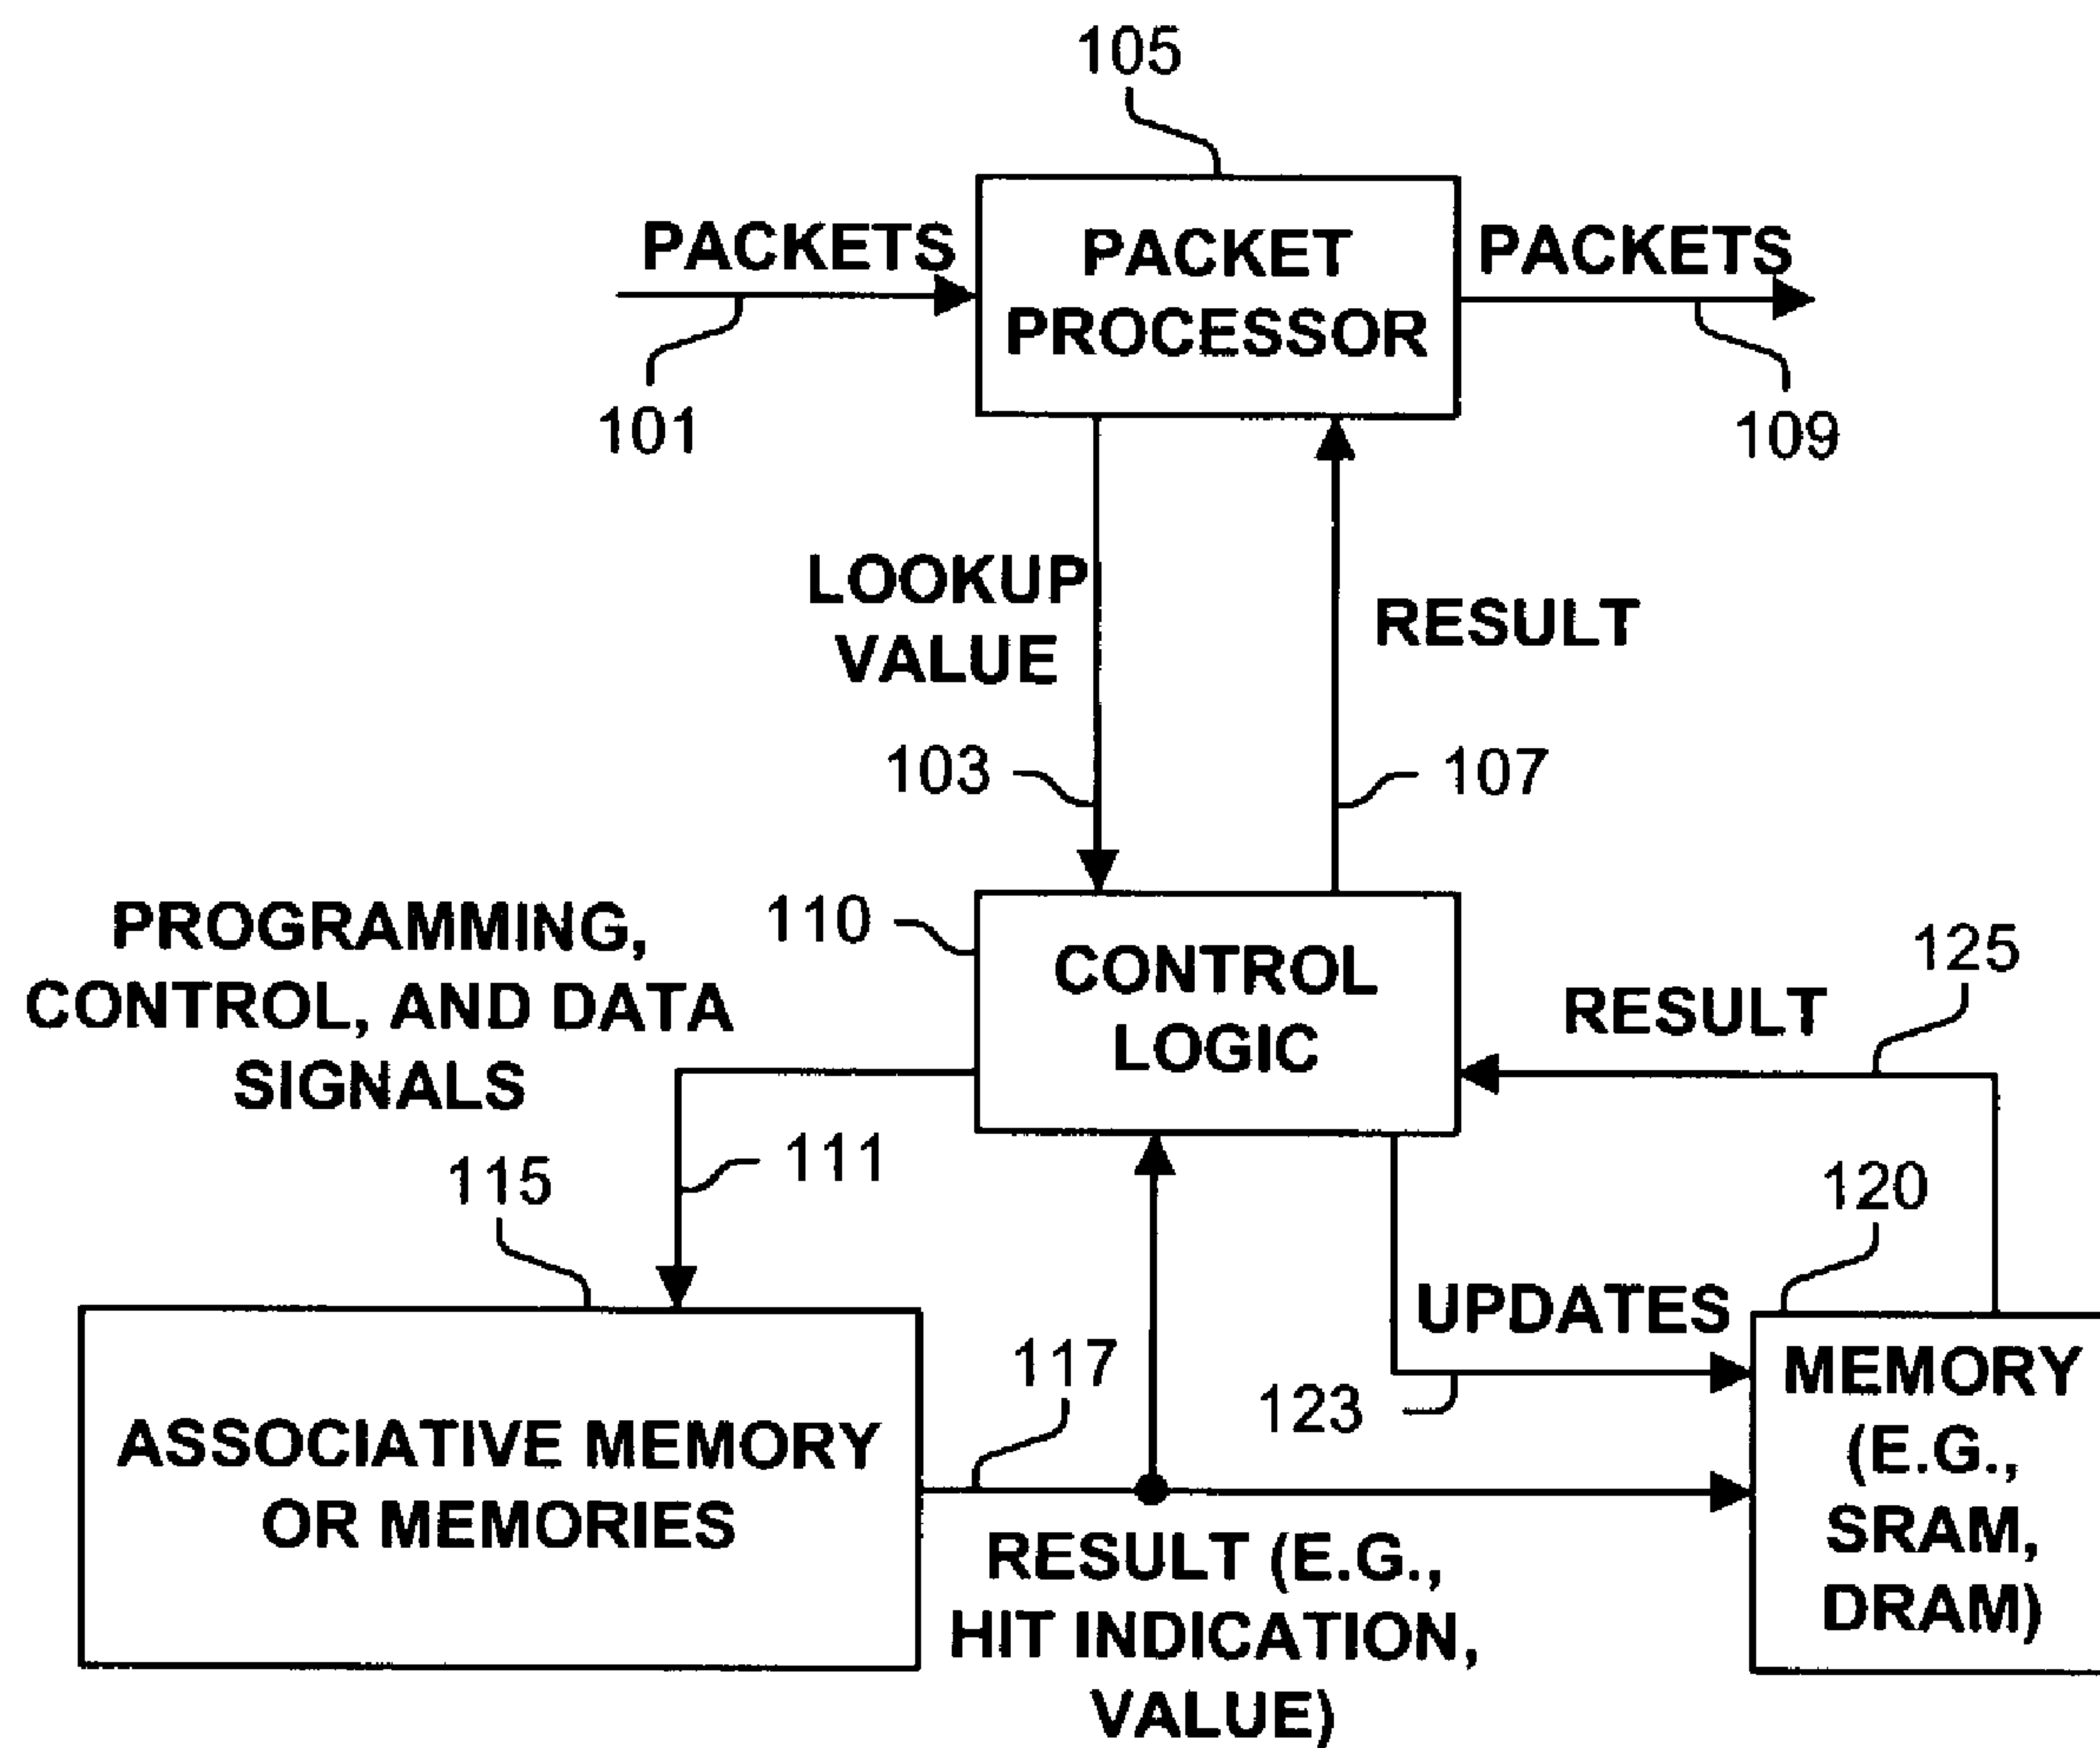 105
PACKETS
PACKET
PROCESSOR
PACKETS
101
109
LOOKUP
VALUE
RESULT
103
107
PROGRAMMING,
CONTROL, AND DATA
SIGNALS
110
CONTROL
LOGIC
125
RESULT
111
115
120
UPDATES
117
123
MEMORY
(E.G.,
SRAM,
DRAM)
ASSOCIATIVE MEMORY
OR MEMORIES
RESULT (E.G.,
HIT INDICATION,
VALUE)